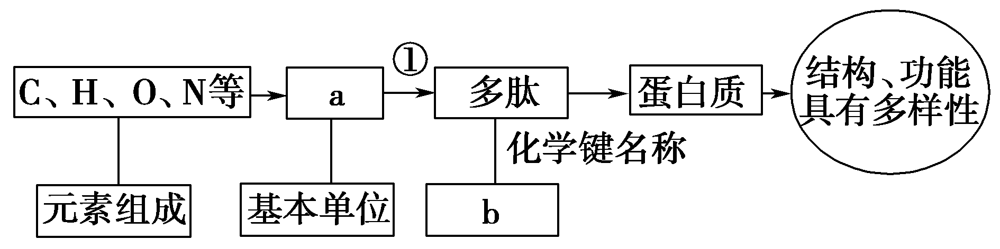 C、H、O、N等
a
①
多肽
蛋白质
结构、功能
具有多样性
化学键名称
元素组成
基本单位
b